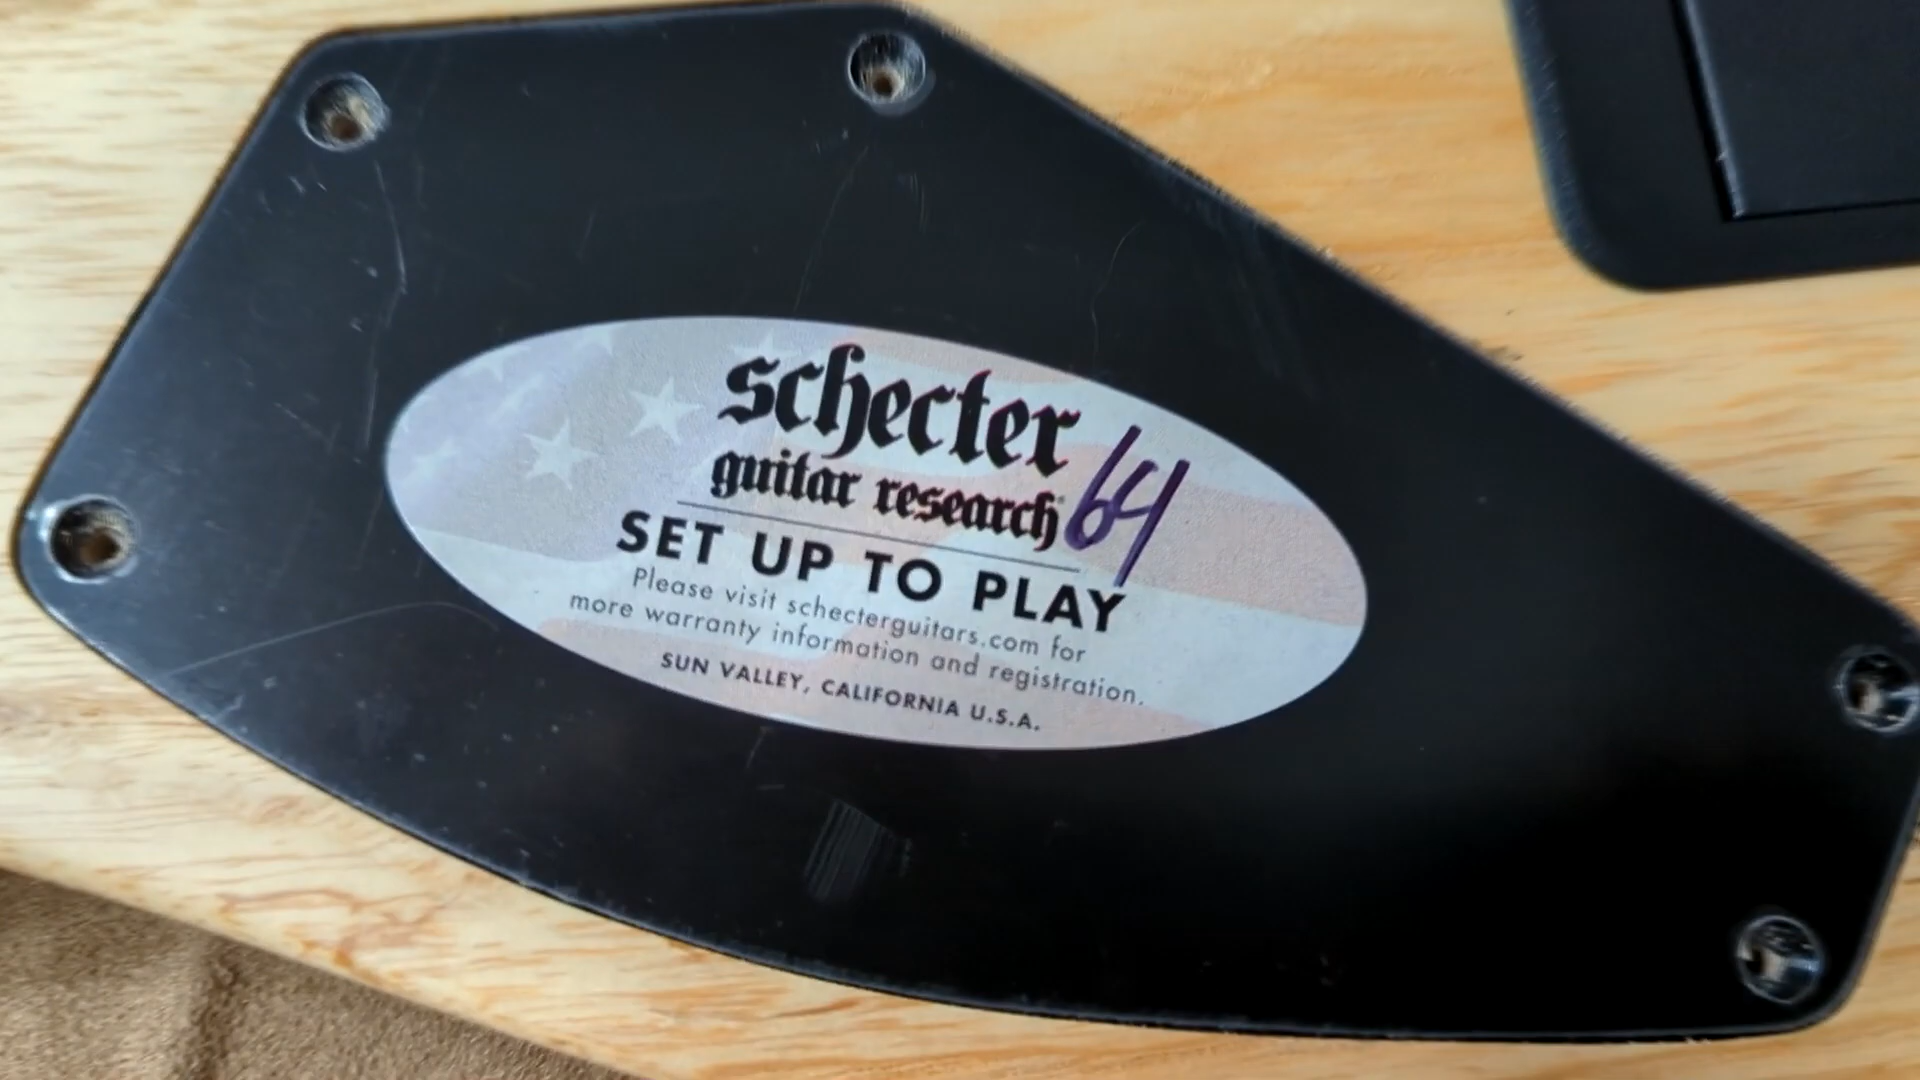 schecter
guitar research® 64
SET UP TO PLAY
Please visit schecterguitars.com for
more warranty information and registration.
SUN VALLEY, CALIFORNIA U.S.A.